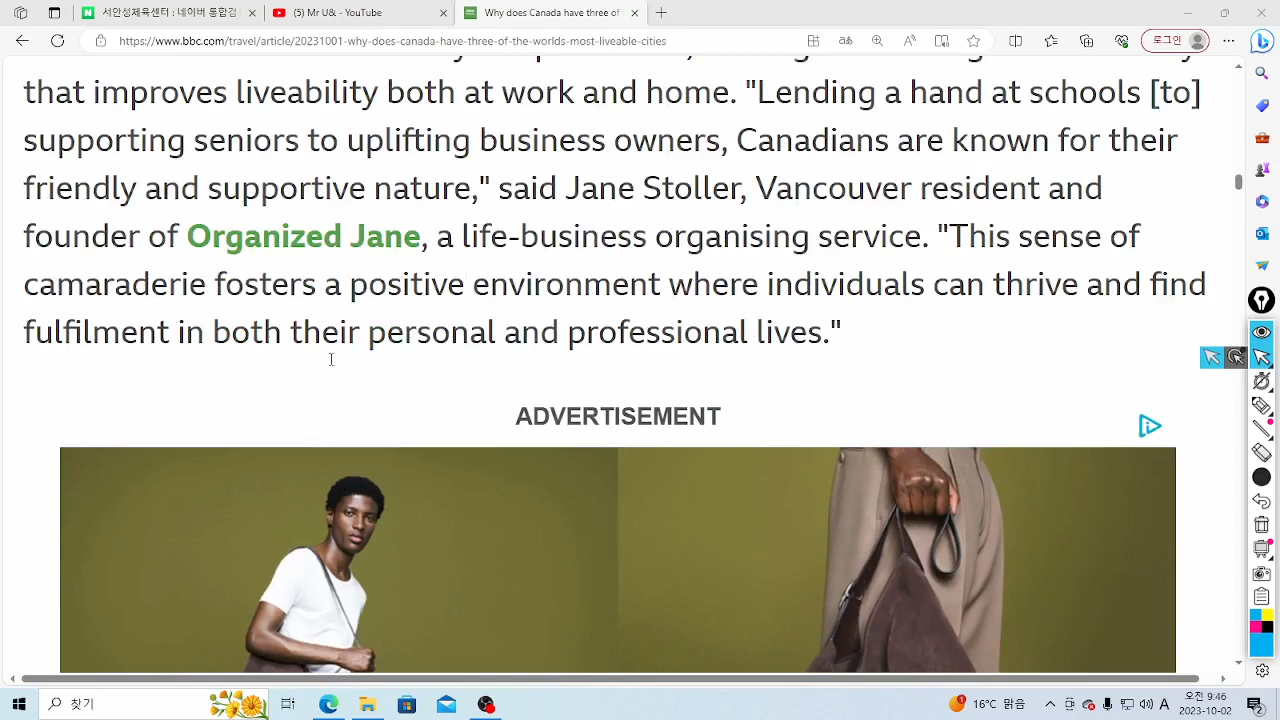 서안성체육센터 : 네이버 통합검색
(5) Mr U& - YouTube
Why does Canada have three of
https://www.bbc.com/travel/article/20231001-why-does-canada-have-three-of-the-worlds-most-liveable-cities
로그인
that improves liveability both at work and home. "Lending a hand at schools [to]
supporting seniors to uplifting business owners, Canadians are known for their
friendly and supportive nature," said Jane Stoller, Vancouver resident and
founder of Organized Jane, a life-business organising service. "This sense of
camaraderie fosters a positive environment where individuals can thrive and find
fulfilment in both their personal and professional lives."
ADVERTISEMENT
찾기
16°C 맑음
A
오전 9:46
2023-10-02